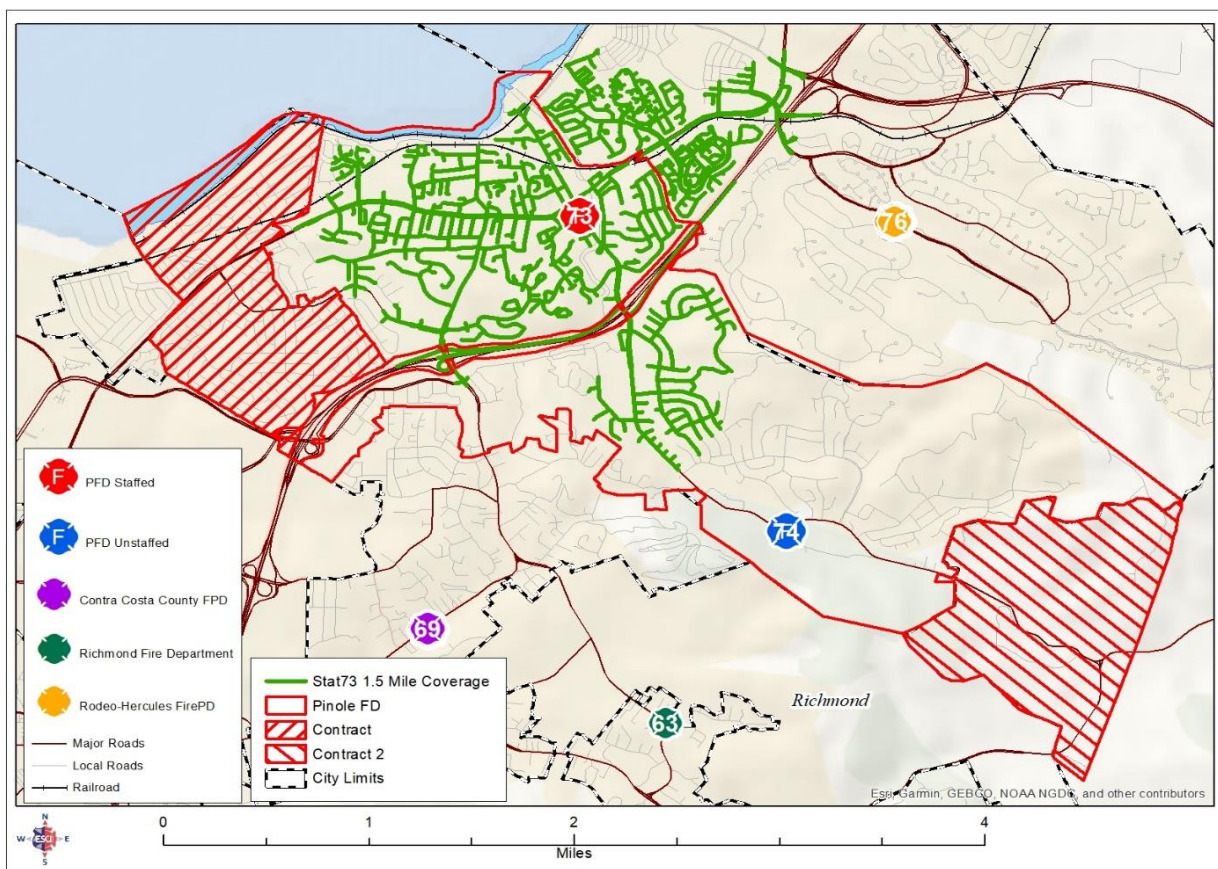 73
76
74
69
63
Richmond
F PFD Staffed
F PFD Unstaffed
Contra Costa County FPD
Richmond Fire Department
Rodeo-Hercules FirePD
Major Roads
Local Roads
Railroad
Stat73 1.5 Mile Coverage
Pinole FD
Contract
Contract 2
City Limits
Esri, Garmin, GEBCO, NOAA NGDC, and other contributors
N
W ESCI E
S
0 1 2 4
Miles